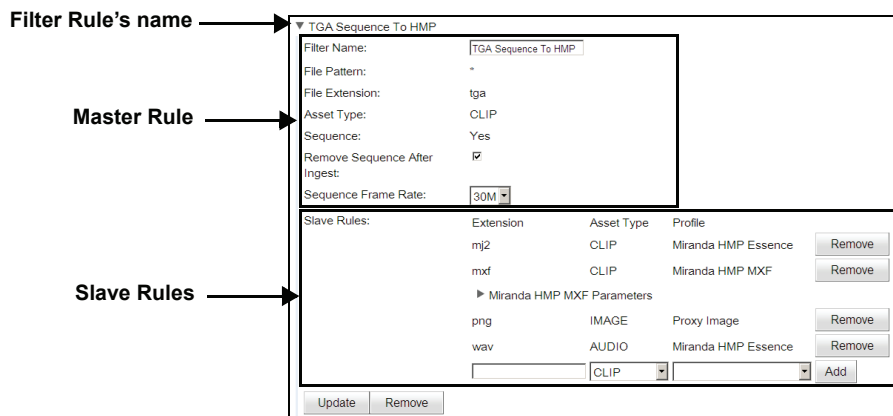 Filter Rule's name
TGA Sequence To HMP
Filter Name: TGA Sequence To HMP
File Pattern: *
File Extension: tga
Master Rule
Asset Type: CLIP
Sequence: Yes
Remove Sequence After
Ingest:
Sequence Frame Rate: 30M
Slave Rules: Extension Asset Type Profile
mj2 CLIP Miranda HMP Essence Remove
mxf CLIP Miranda HMP MXF Remove
Slave Rules
Miranda HMP MXF Parameters
png IMAGE Proxy Image Remove
wav AUDIO Miranda HMP Essence Remove
CLIP Add
Update Remove